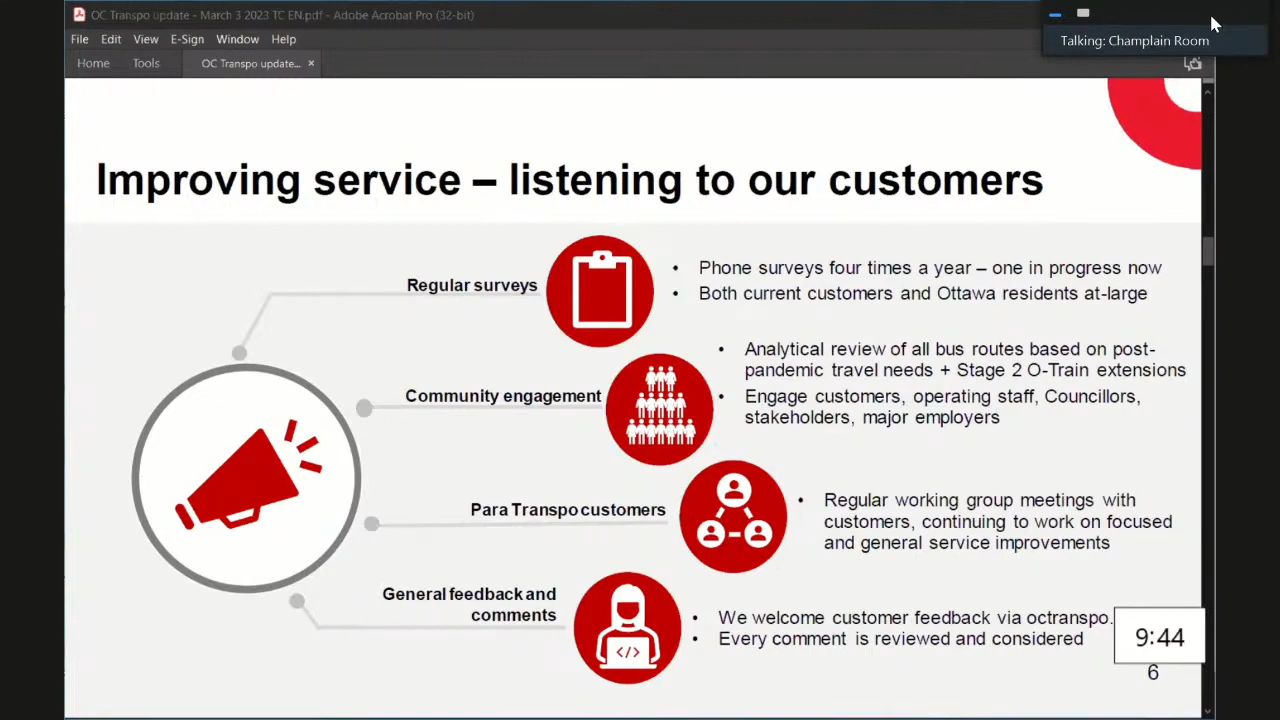 OC Transpo update - March 3 2023 TC EN.pdf - Adobe Acrobat Pro (32-bit)
Talking: Champlain Room
File Edit View E-Sign Window Help
Home Tools OC Transpo update... ×
Improving service – listening to our customers
Regular surveys
• Phone surveys four times a year – one in progress now
• Both current customers and Ottawa residents at-large
Community engagement
• Analytical review of all bus routes based on post-
pandemic travel needs + Stage 2 O-Train extensions
• Engage customers, operating staff, Councillors,
stakeholders, major employers
Para Transpo customers
• Regular working group meetings with
customers, continuing to work on focused
and general service improvements
General feedback and
comments
</>
• We welcome customer feedback via octranspo.
• Every comment is reviewed and considered
9:44
6